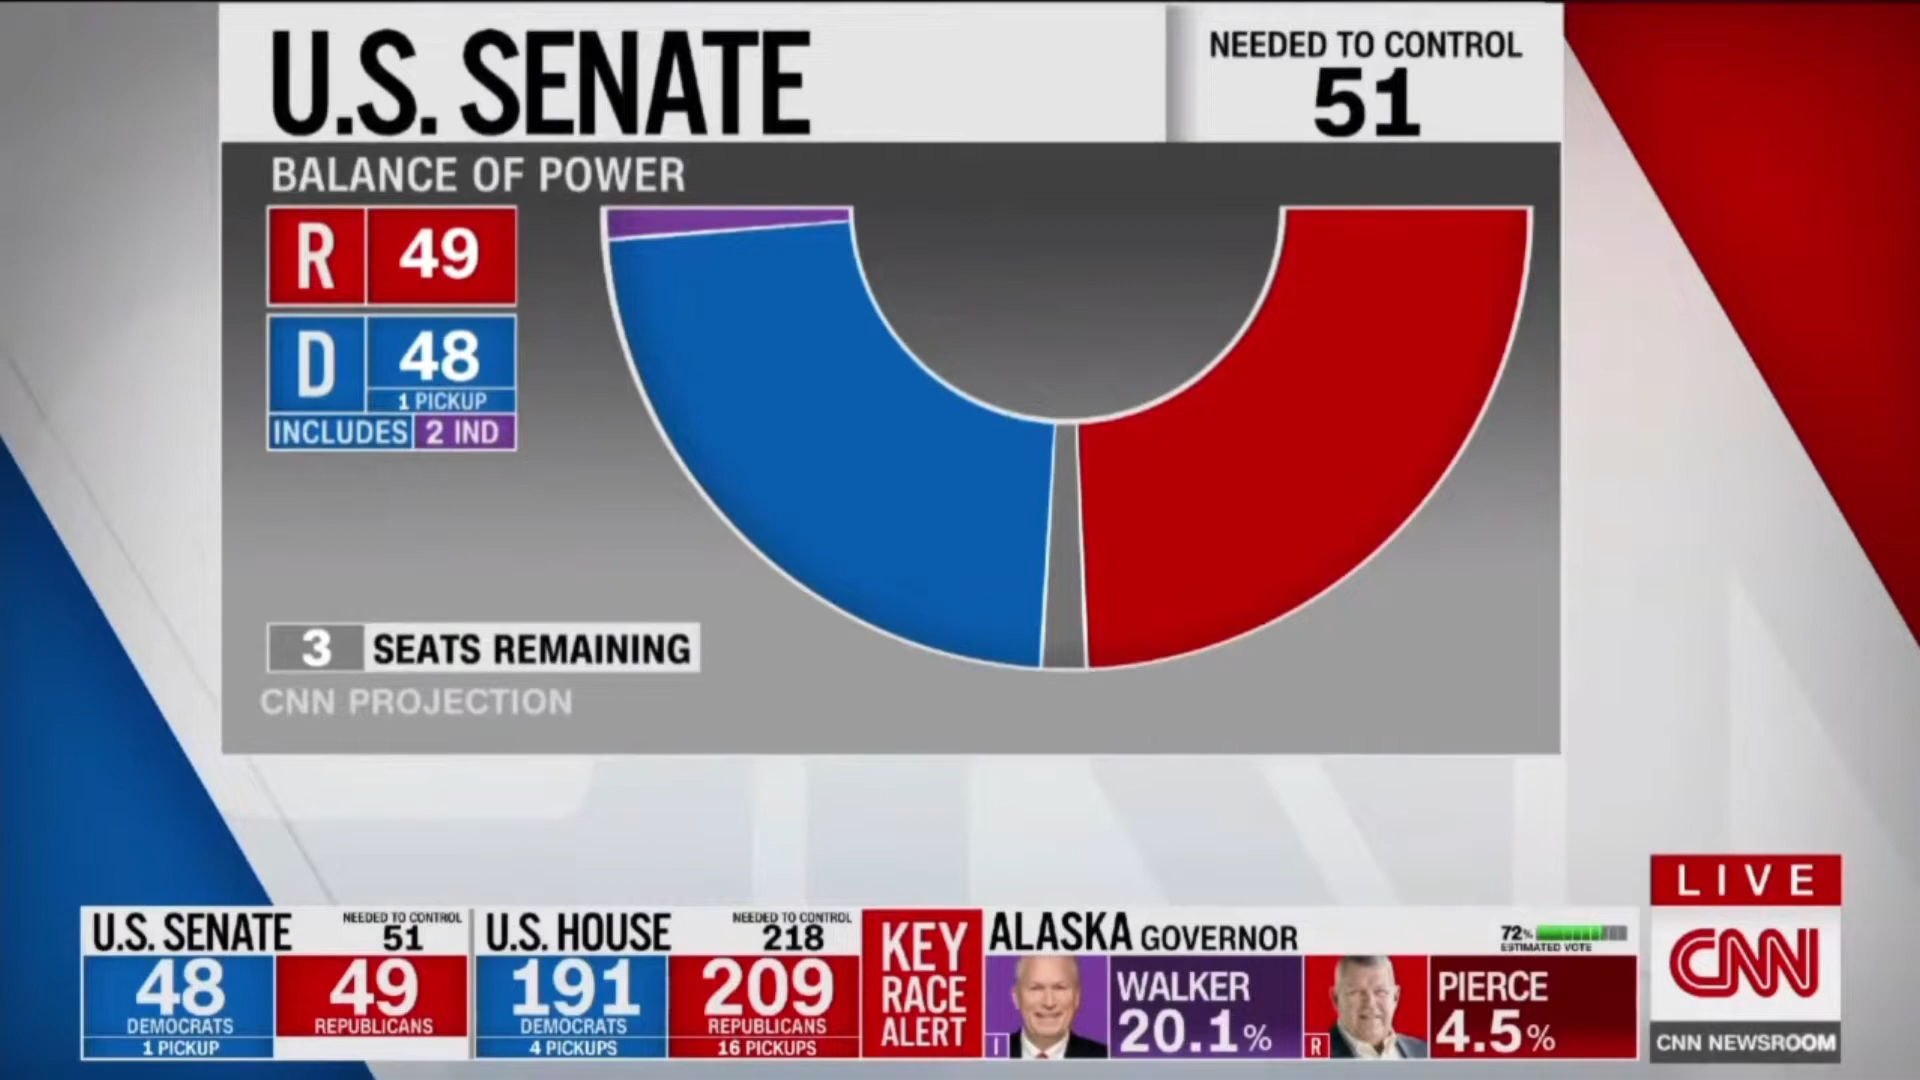 U.S. SENATE
NEEDED TO CONTROL
51
BALANCE OF POWER
R 49
D 48
1 PICKUP
INCLUDES 2 IND
3 SEATS REMAINING
CNN PROJECTION
LIVE
CNN
CNN NEWSROOM
U.S. SENATE
NEEDED TO CONTROL
51
48
DEMOCRATS
1 PICKUP
49
REPUBLICANS
U.S. HOUSE
NEEDED TO CONTROL
218
191
DEMOCRATS
4 PICKUPS
209
REPUBLICANS
16 PICKUPS
KEY
RACE
ALERT
ALASKA GOVERNOR
72%
ESTIMATED VOTE
I
WALKER
20.1%
R
PIERCE
4.5%